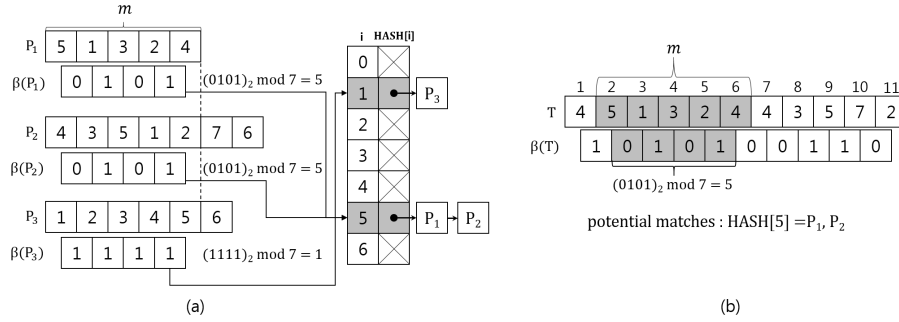 m
P1 5 1 3 2 4
β(P1) 0 1 0 1 (0101)2 mod 7 = 5
P2 4 3 5 1 2 7 6
β(P2) 0 1 0 1 (0101)2 mod 7 = 5
P3 1 2 3 4 5 6
β(P3) 1 1 1 1 (1111)2 mod 7 = 1
i HASH[i]
0
1 P3
2
3
4
5 P1 P2
6
(a)
m
1 2 3 4 5 6 7 8 9 10 11
T 4 5 1 3 2 4 4 3 5 7 2
β(T) 1 0 1 0 1 0 0 1 1 0
(0101)2 mod 7 = 5
potential matches : HASH[5] =P1, P2
(b)